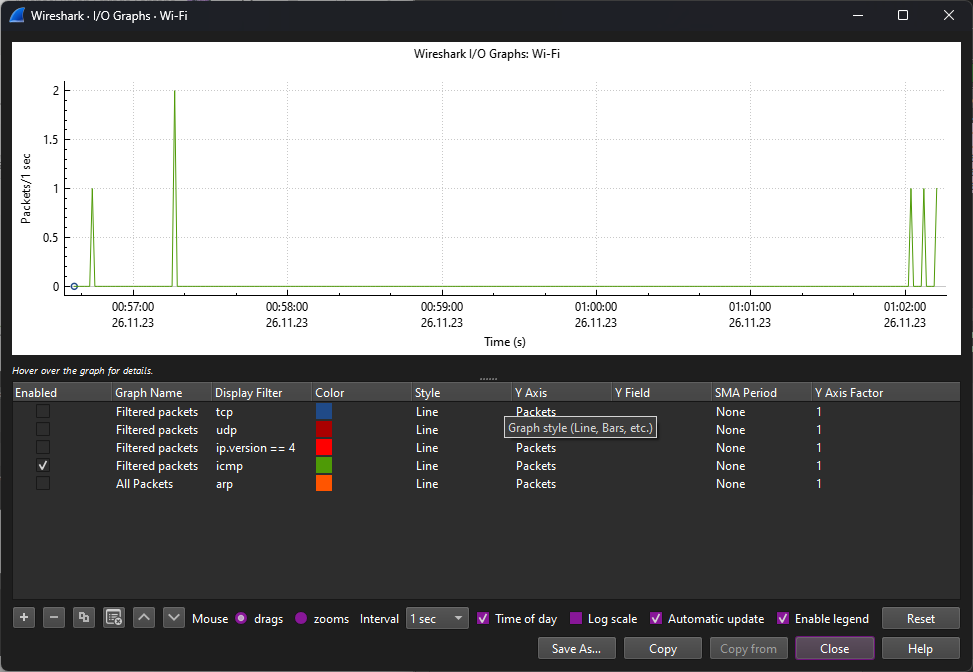 Wireshark · I/O Graphs · Wi-Fi
Wireshark I/O Graphs: Wi-Fi
Packets/1 sec
2
1.5
1
0.5
0
00:57:00 00:58:00 00:59:00 01:00:00 01:01:00 01:02:00
26.11.23 26.11.23 26.11.23 26.11.23 26.11.23 26.11.23
Time (s)
Hover over the graph for details.
Enabled Graph Name Display Filter Color Style Y Axis Y Field SMA Period Y Axis Factor
Filtered packets tcp Line Packets None 1
Filtered packets udp Line None 1
Graph style (Line, Bars, etc.)
Filtered packets ip.version == 4 Line Packets None 1
Filtered packets icmp Line Packets None 1
All Packets arp Line Packets None 1
Mouse drags zooms Interval 1 sec Time of day Log scale Automatic update Enable legend Reset
Save As... Copy Copy from Close Help